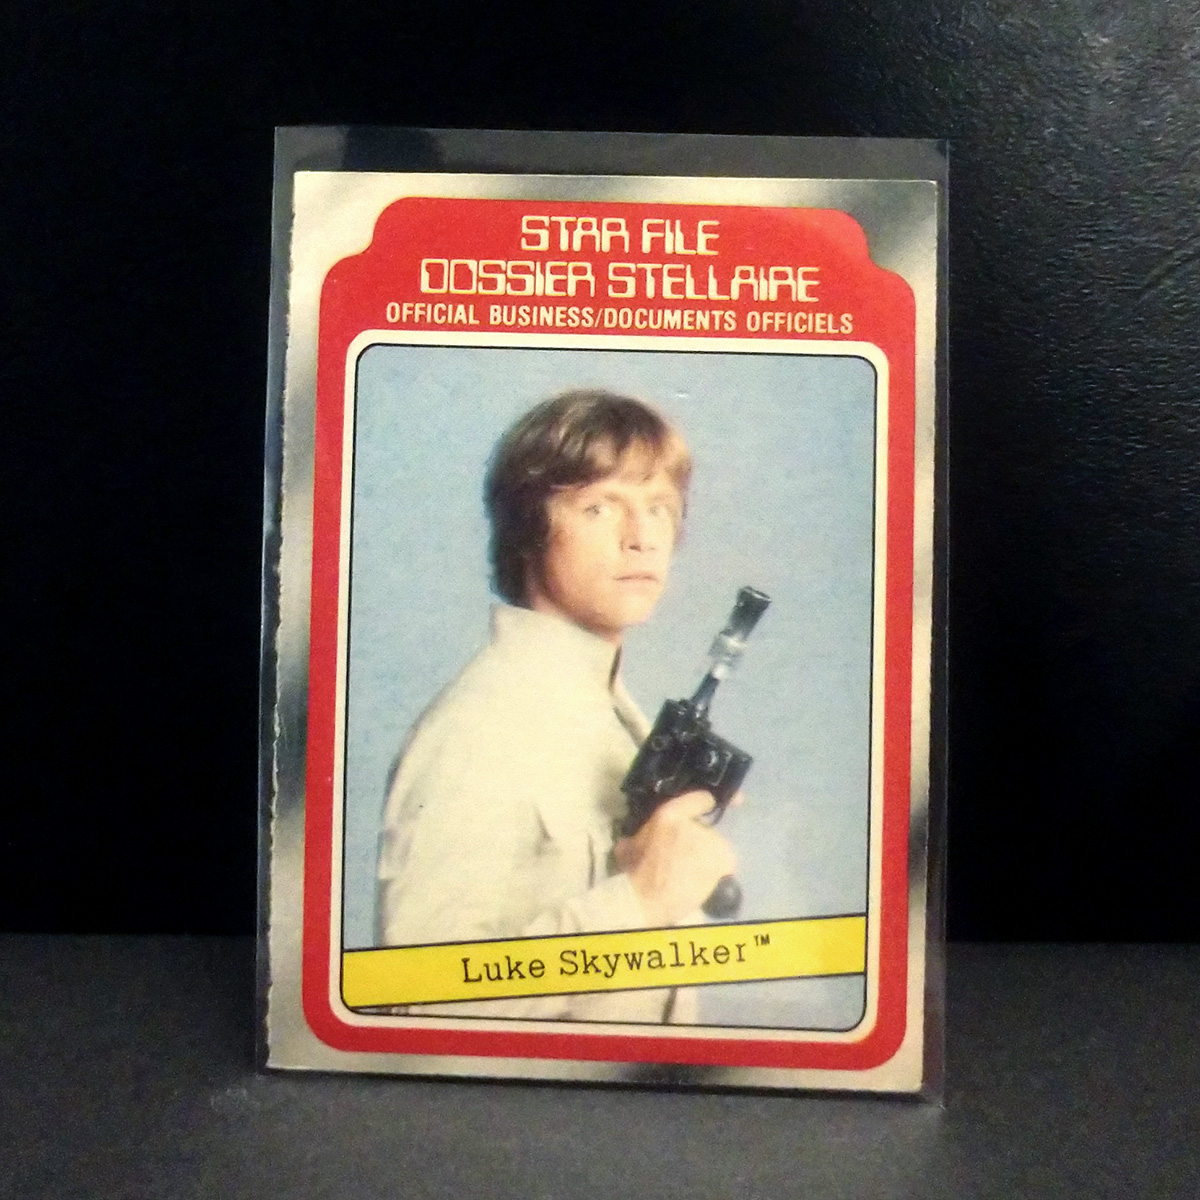 STAR FILE
DOSSIER STELLAIRE
OFFICIAL BUSINESS/DOCUMENTS OFFICIELS
Luke Skywalker™